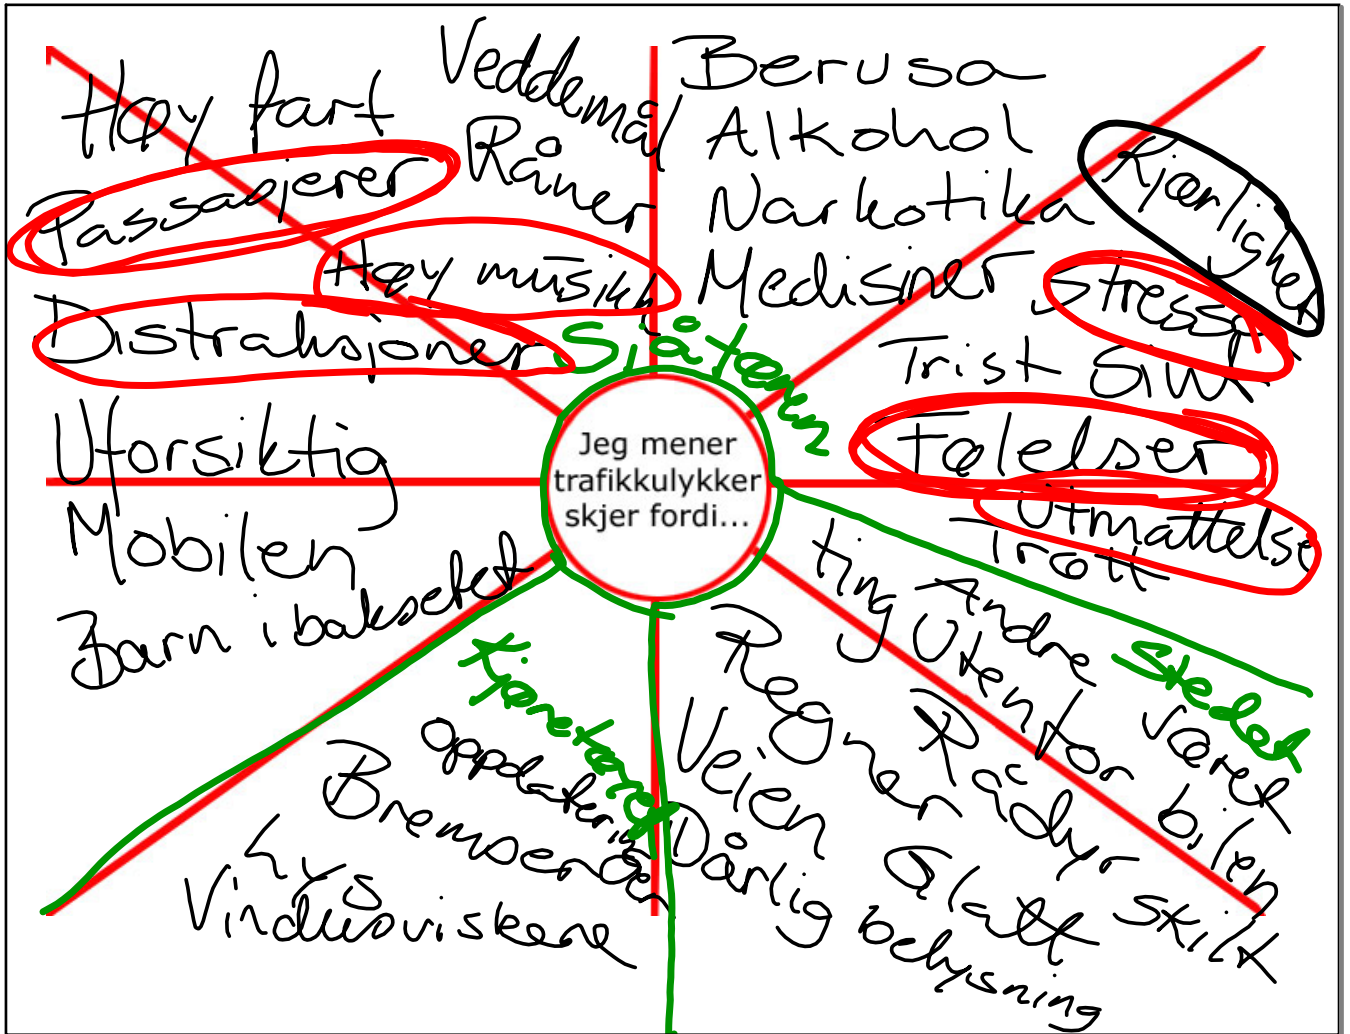 Høy fart
Passasjerer
Distraksjoner
Uforsiktig
Mobilen
Barn i baksetet
Veddemål
Råner
Høy musikk
Berusa
Alkohol
Narkotika
Medisiner
Kjærlighet
Stress
Trist Sint
Følelser
Utmattelse
Trøtt
Sjåføren
Jeg mener
trafikkulykker
skjer fordi...
Stedet
Andre
ting Utenfor bilen
været
Regner
Rådyr skilt
Veien
Glatt
Dårlig belysning
Kjøretøy
oppdatering
Bremsene
Lys
Vindusviskere